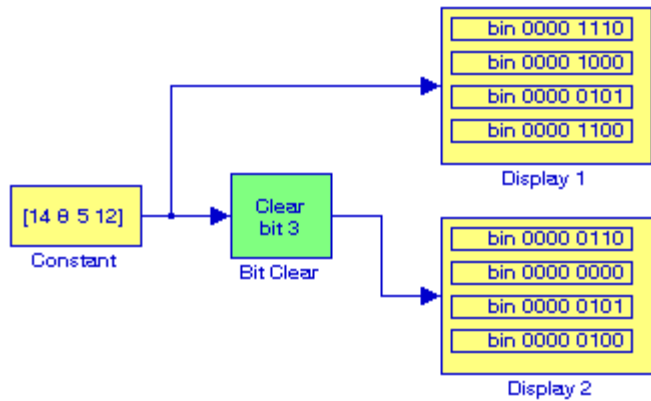 bin 0000 1110
bin 0000 1000
bin 0000 0101
bin 0000 1100
Display 1
[14 8 5 12]
Constant
Clear
bit 3
Bit Clear
bin 0000 0110
bin 0000 0000
bin 0000 0101
bin 0000 0100
Display 2